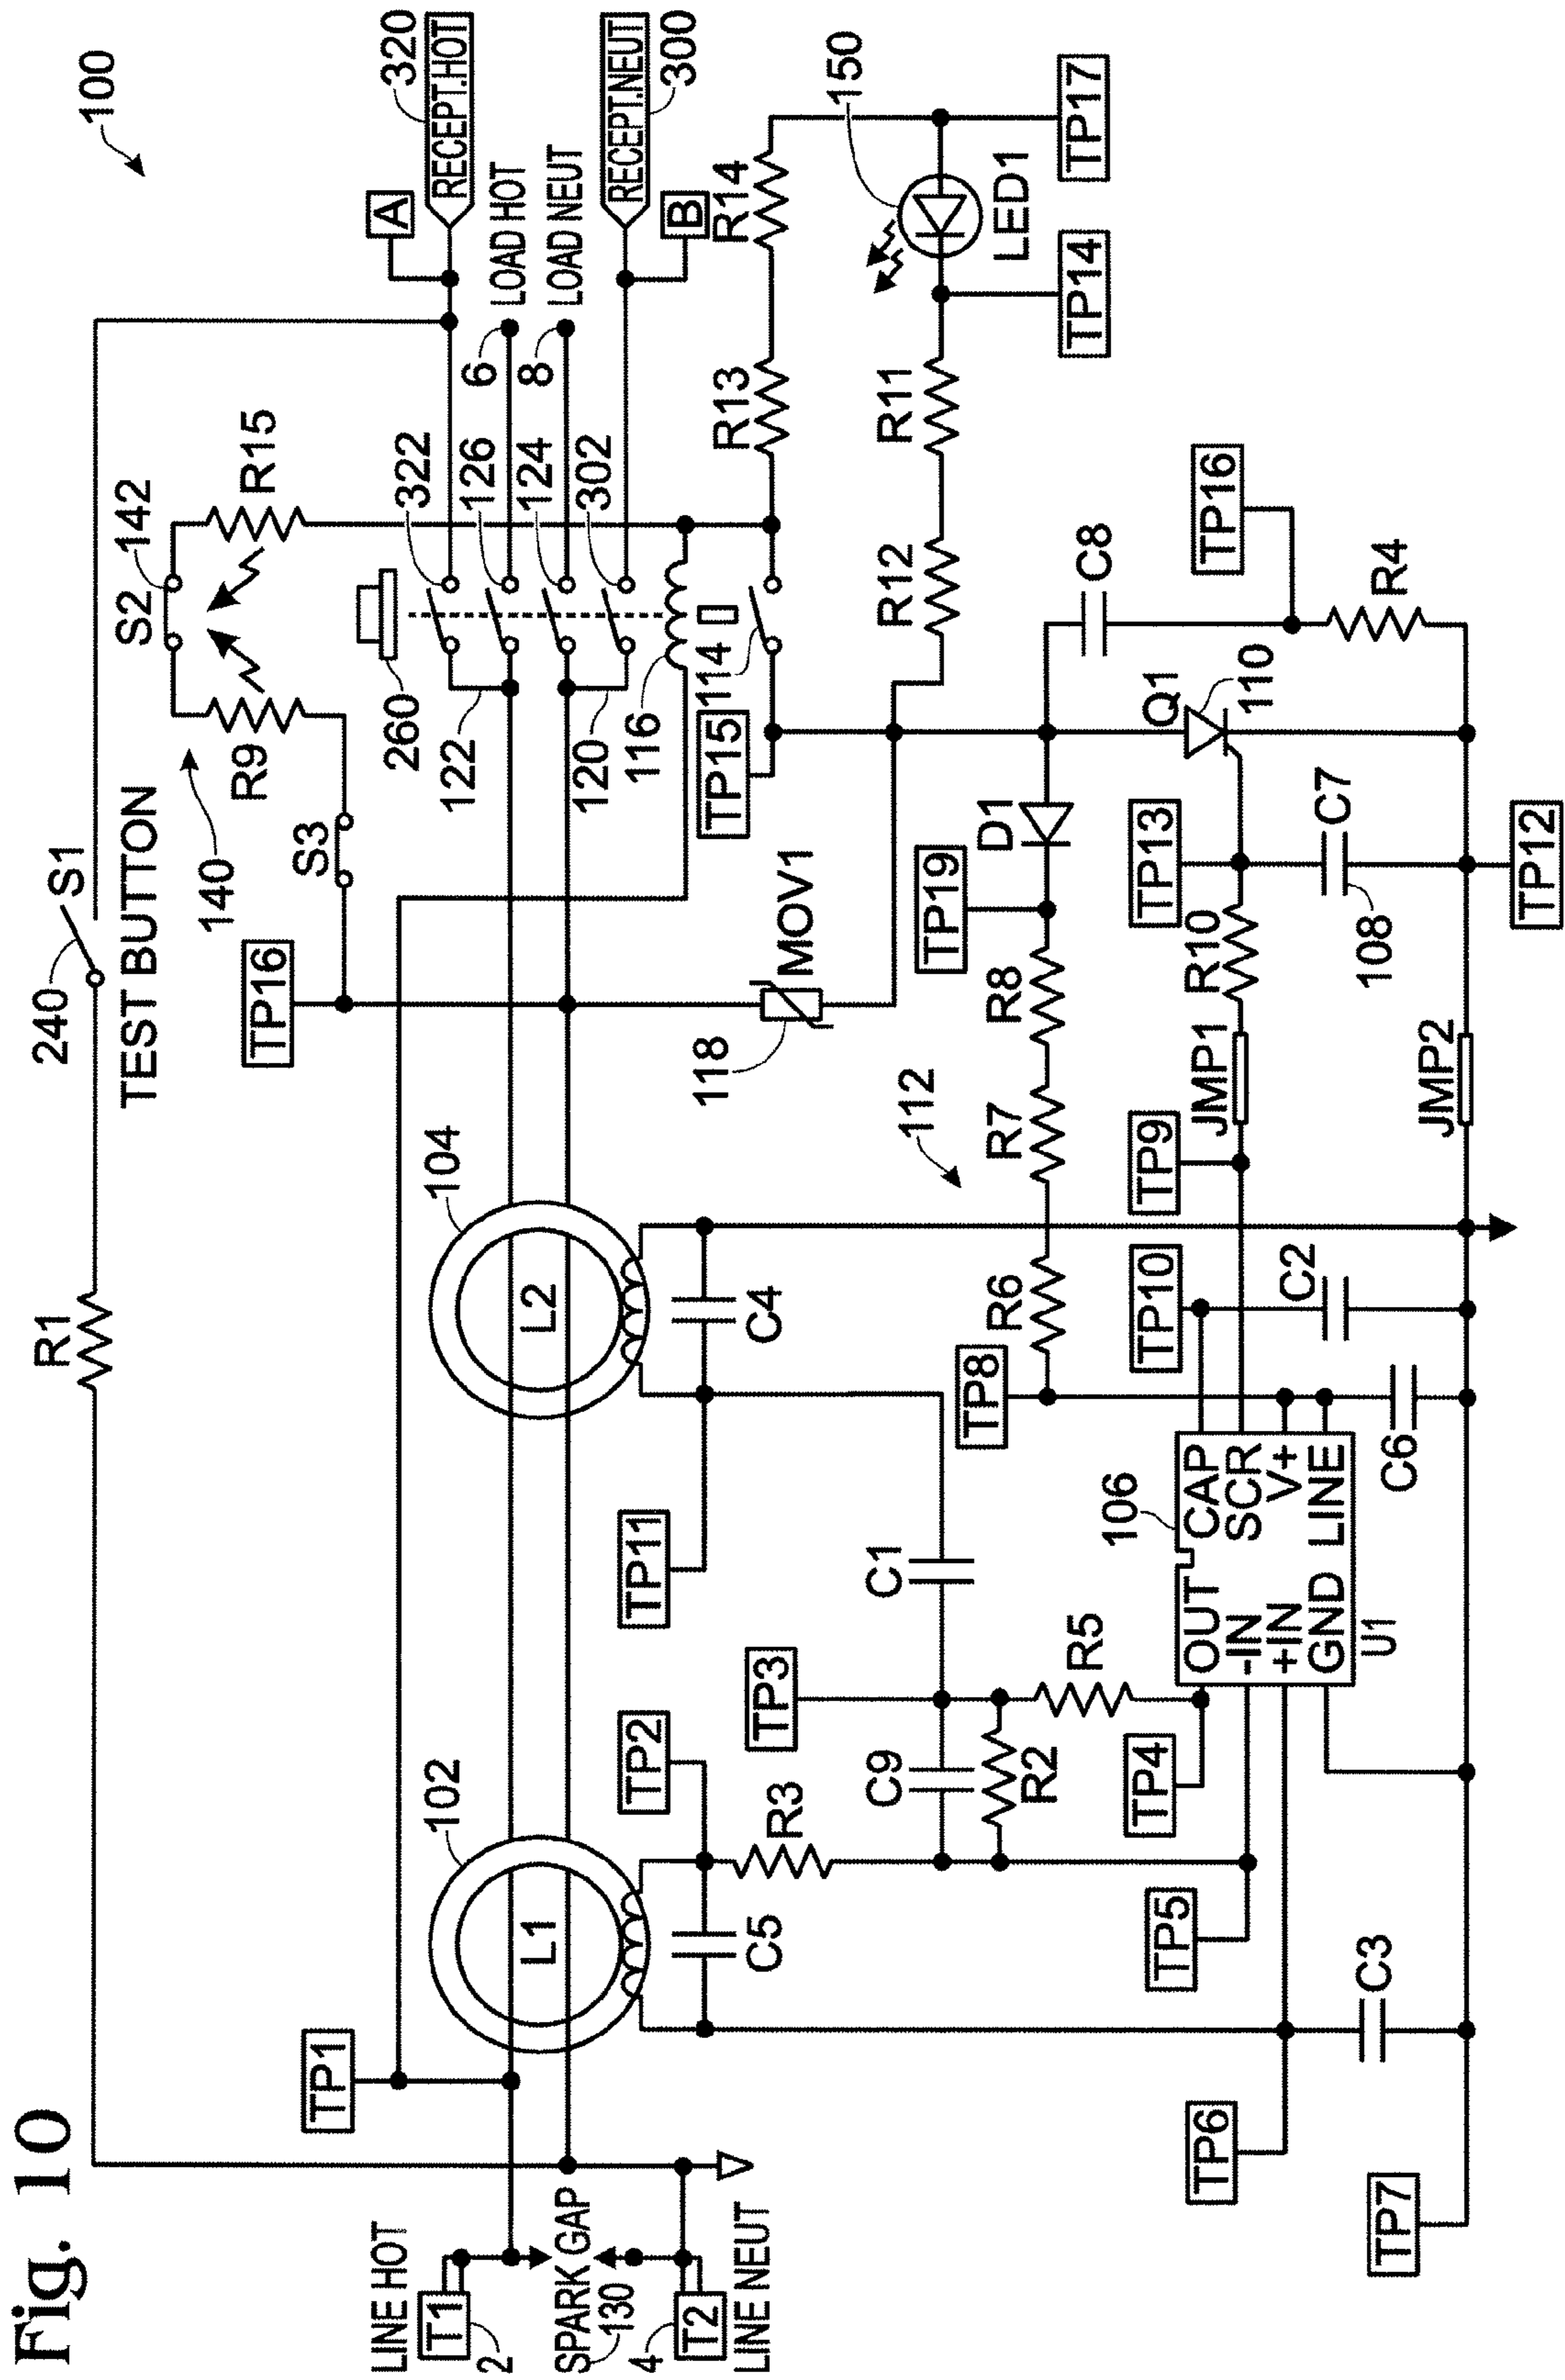 Fig. 10
100
R1
240
S1
TEST BUTTON
140
S2
142
R9
R15
S3
TP16
260
322
126
124
302
122
120
116
A
320
RECEPT.HOT
6
LOAD HOT
8
LOAD NEUT
RECEPT.NEUT
300
B
LINE HOT
T1
2
SPARK GAP
130
4
T2
LINE NEUT
TP1
102
L1
104
L2
118
MOV1
114
TP15
R13
R14
C5
TP2
R3
TP11
C4
150
LED1
TP17
TP14
R11
R12
TP3
C9
R2
C1
R5
112
R6
R7
R8
TP19
D1
C8
TP16
R4
TP8
TP4
TP5
TP6
TP7
C3
106
OUT
-IN
+IN
GND
CAP
SCR
V+
LINE
U1
C6
TP10
C2
TP9
JMP1
R10
TP13
C7
108
Q1
110
JMP2
TP12